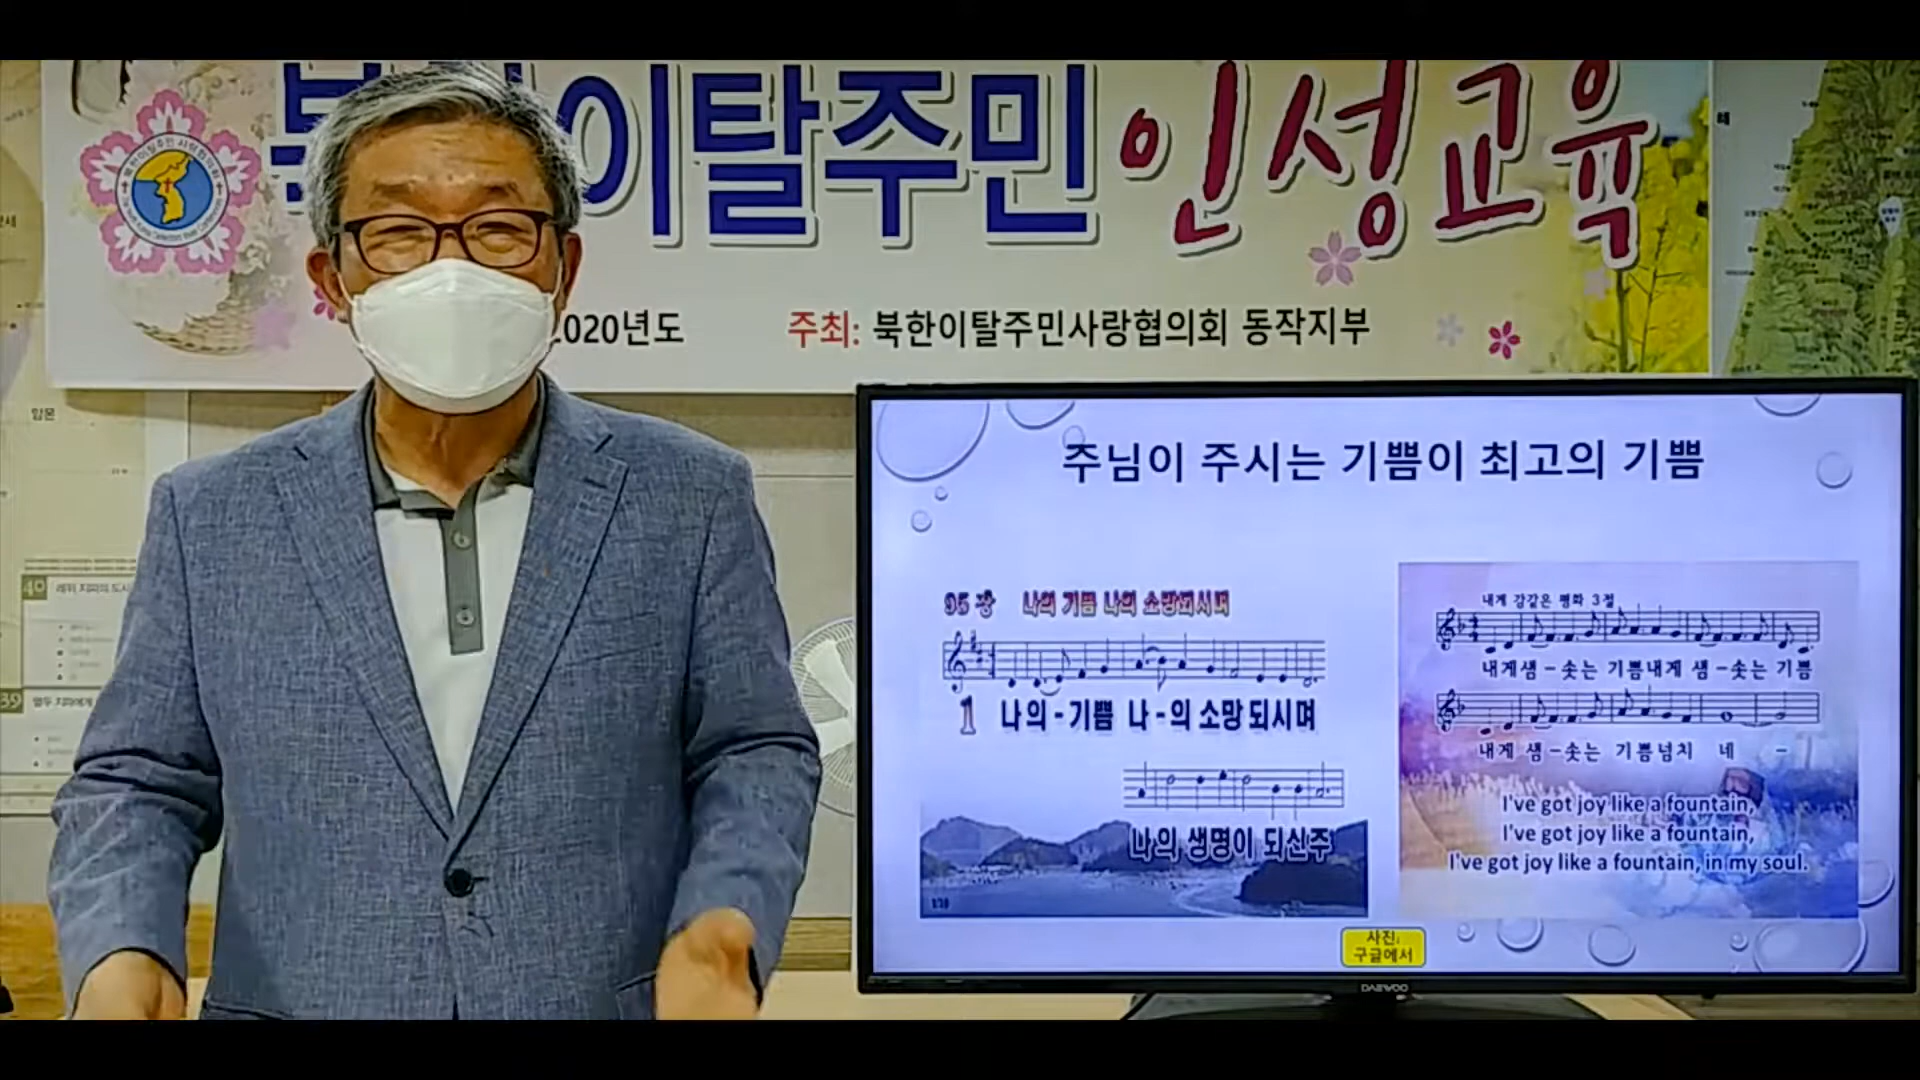 이탈주민 인성교육
2020년도
주최: 북한이탈주민사랑협의회 동작지부
암몬
40
39
주님이 주시는 기쁨이 최고의 기쁨
95 장 나의 기쁨 나의 소망되시며
1 나의-기쁨 나-의 소망되시며
나의 생명이 되신주
내게 강같은 평화 3절
내게샘-솟는 기쁨내게 샘-솟는 기쁨
내게 샘-솟는 기쁨넘치 네 -
I've got joy like a fountain,
I've got joy like a fountain,
I've got joy like a fountain, in my soul.
사진:
구글에서
DAEWOO